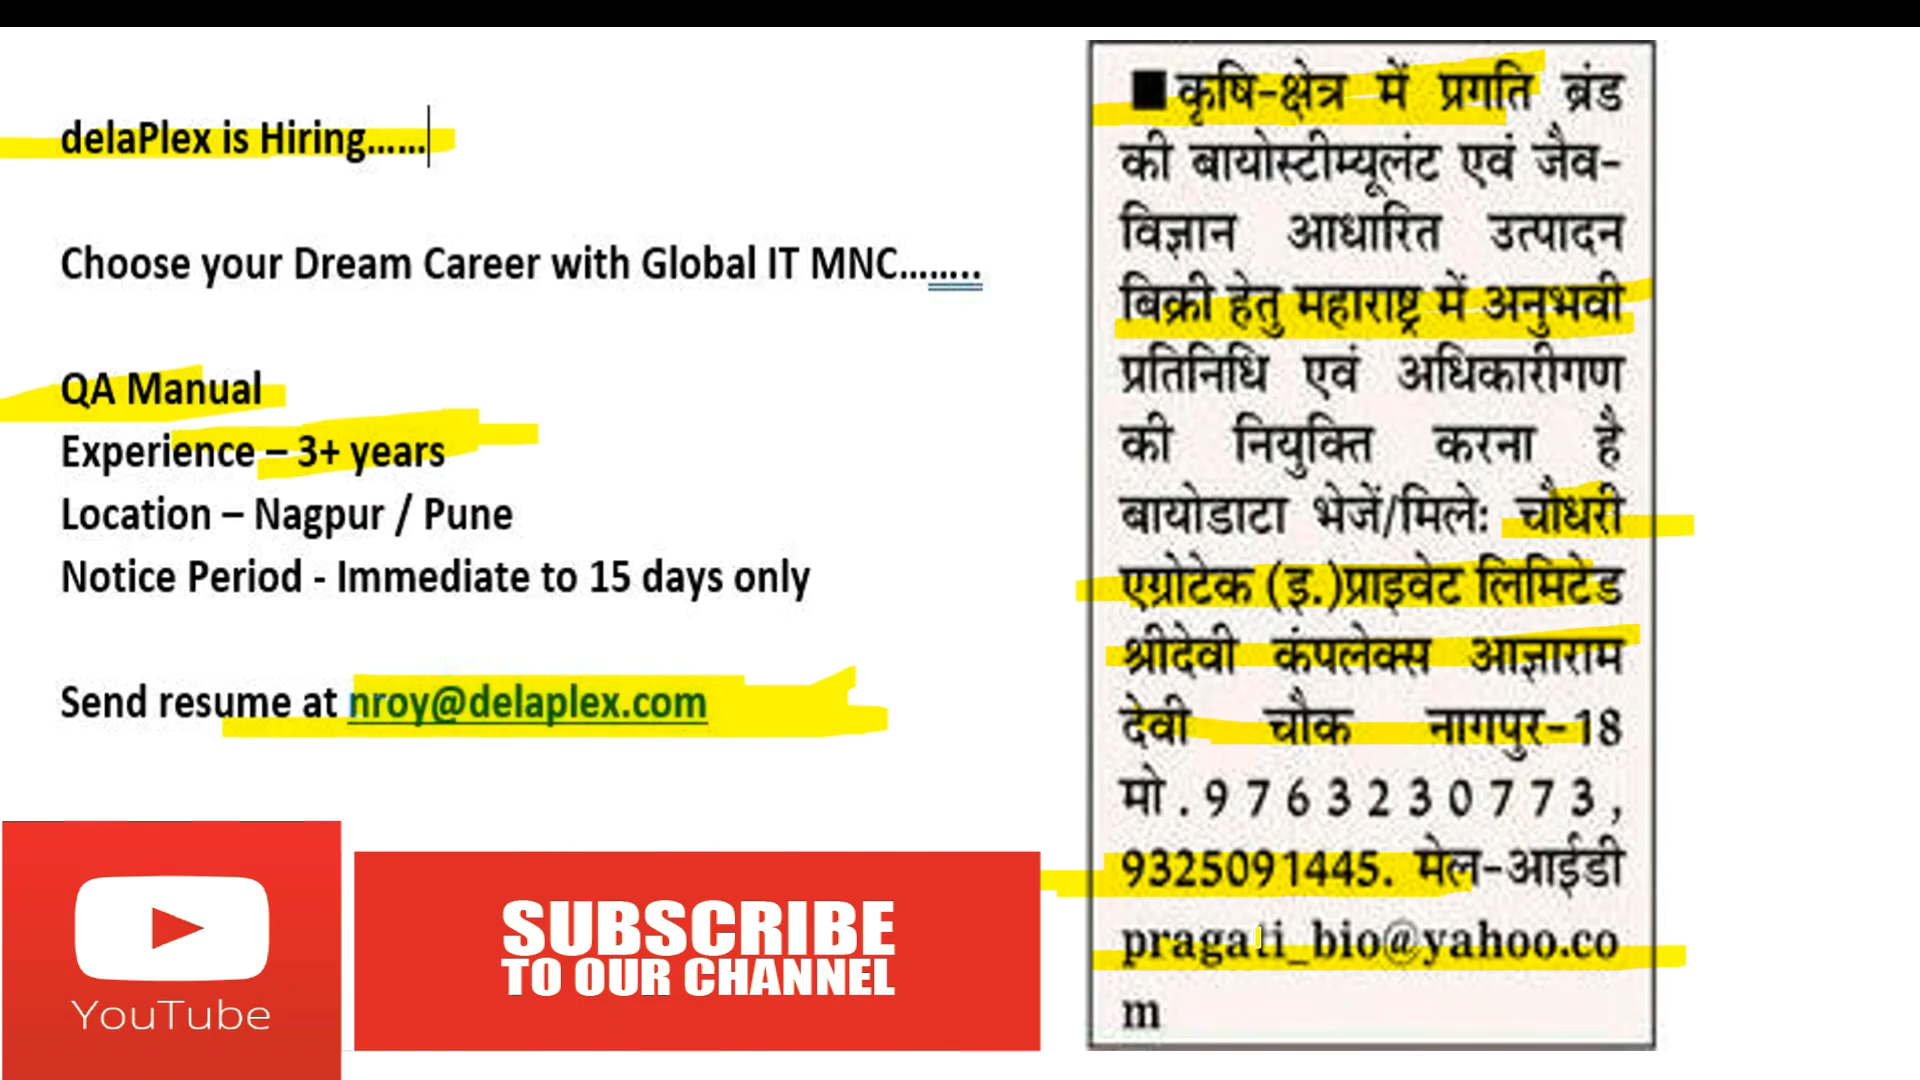 delaPlex is Hiring......
Choose your Dream Career with Global IT MNC........
QA Manual
Experience – 3+ years
Location – Nagpur / Pune
Notice Period - Immediate to 15 days only
Send resume at nroy@delaplex.com
YouTube
SUBSCRIBE
TO OUR CHANNEL
■कृषि-क्षेत्र में प्रगति ब्रंड
की बायोस्टीम्यूलंट एवं जैव-
विज्ञान आधारित उत्पादन
बिक्री हेतु महाराष्ट्र में अनुभवी
प्रतिनिधि एवं अधिकारीगण
की नियुक्ति करना है
बायोडाटा भेजें/मिले: चौधरी
एग्रोटेक (इ.)प्राइवेट लिमिटेड
श्रीदेवी कंपलेक्स आज्ञाराम
देवी चौक नागपुर-18
मो.9763230773,
9325091445. मेल-आईडी
pragati_bio@yahoo.co
m